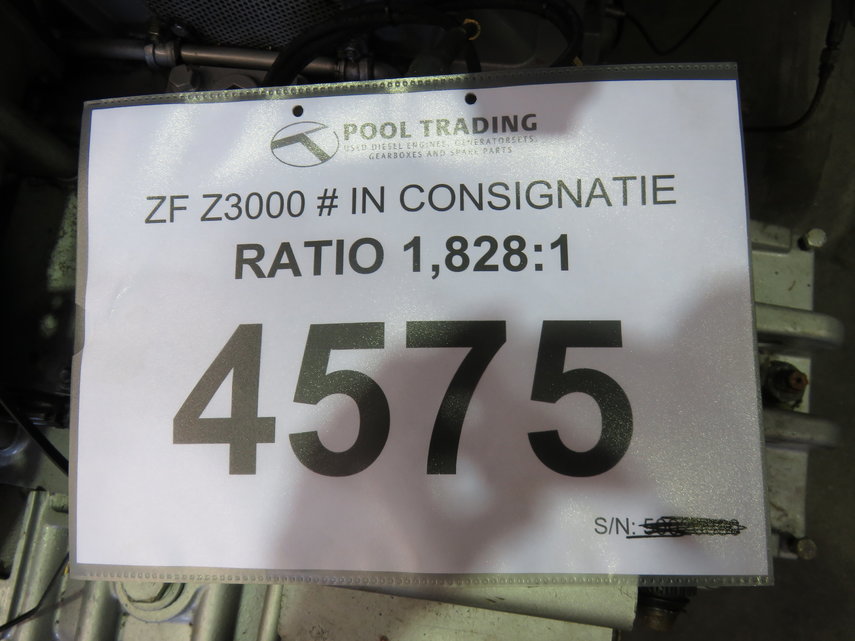 POOL TRADING
USED DIESEL ENGINES, GENERATORSETS,
GEARBOXES AND SPARE PARTS
ZF Z3000 # IN CONSIGNATIE
RATIO 1,828:1
4575
S/N: